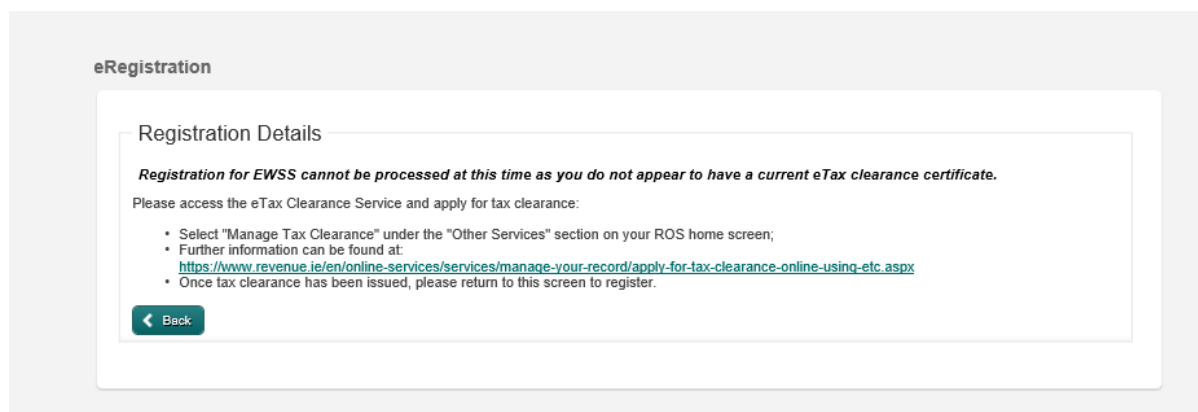 eRegistration
Registration Details
Registration for EWSS cannot be processed at this time as you do not appear to have a current eTax clearance certificate.
Please access the eTax Clearance Service and apply for tax clearance:
• Select "Manage Tax Clearance" under the "Other Services" section on your ROS home screen;
• Further information can be found at:
https://www.revenue.ie/en/online-services/services/manage-your-record/apply-for-tax-clearance-online-using-etc.aspx
• Once tax clearance has been issued, please return to this screen to register.
Back